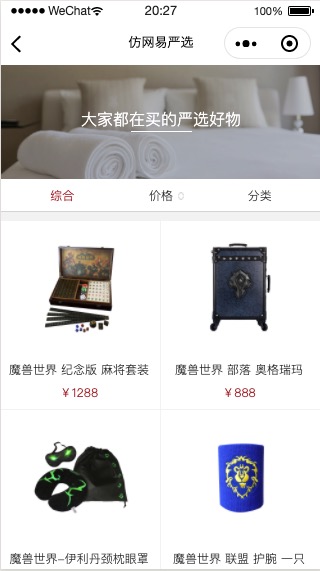 WeChat
20:27
100%
仿网易严选
大家都在买的严选好物
综合
价格
分类
魔兽世界 纪念版 麻将套装
¥1288
魔兽世界 部落 奥格瑞玛
¥888
魔兽世界-伊利丹颈枕眼罩
魔兽世界 联盟 护腕 一只